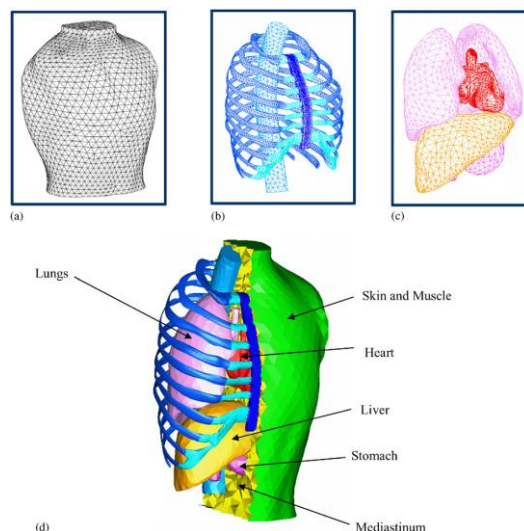 (a)
(b)
(c)
Lungs
Skin and Muscle
Heart
Liver
Stomach
(d)
Mediastinum